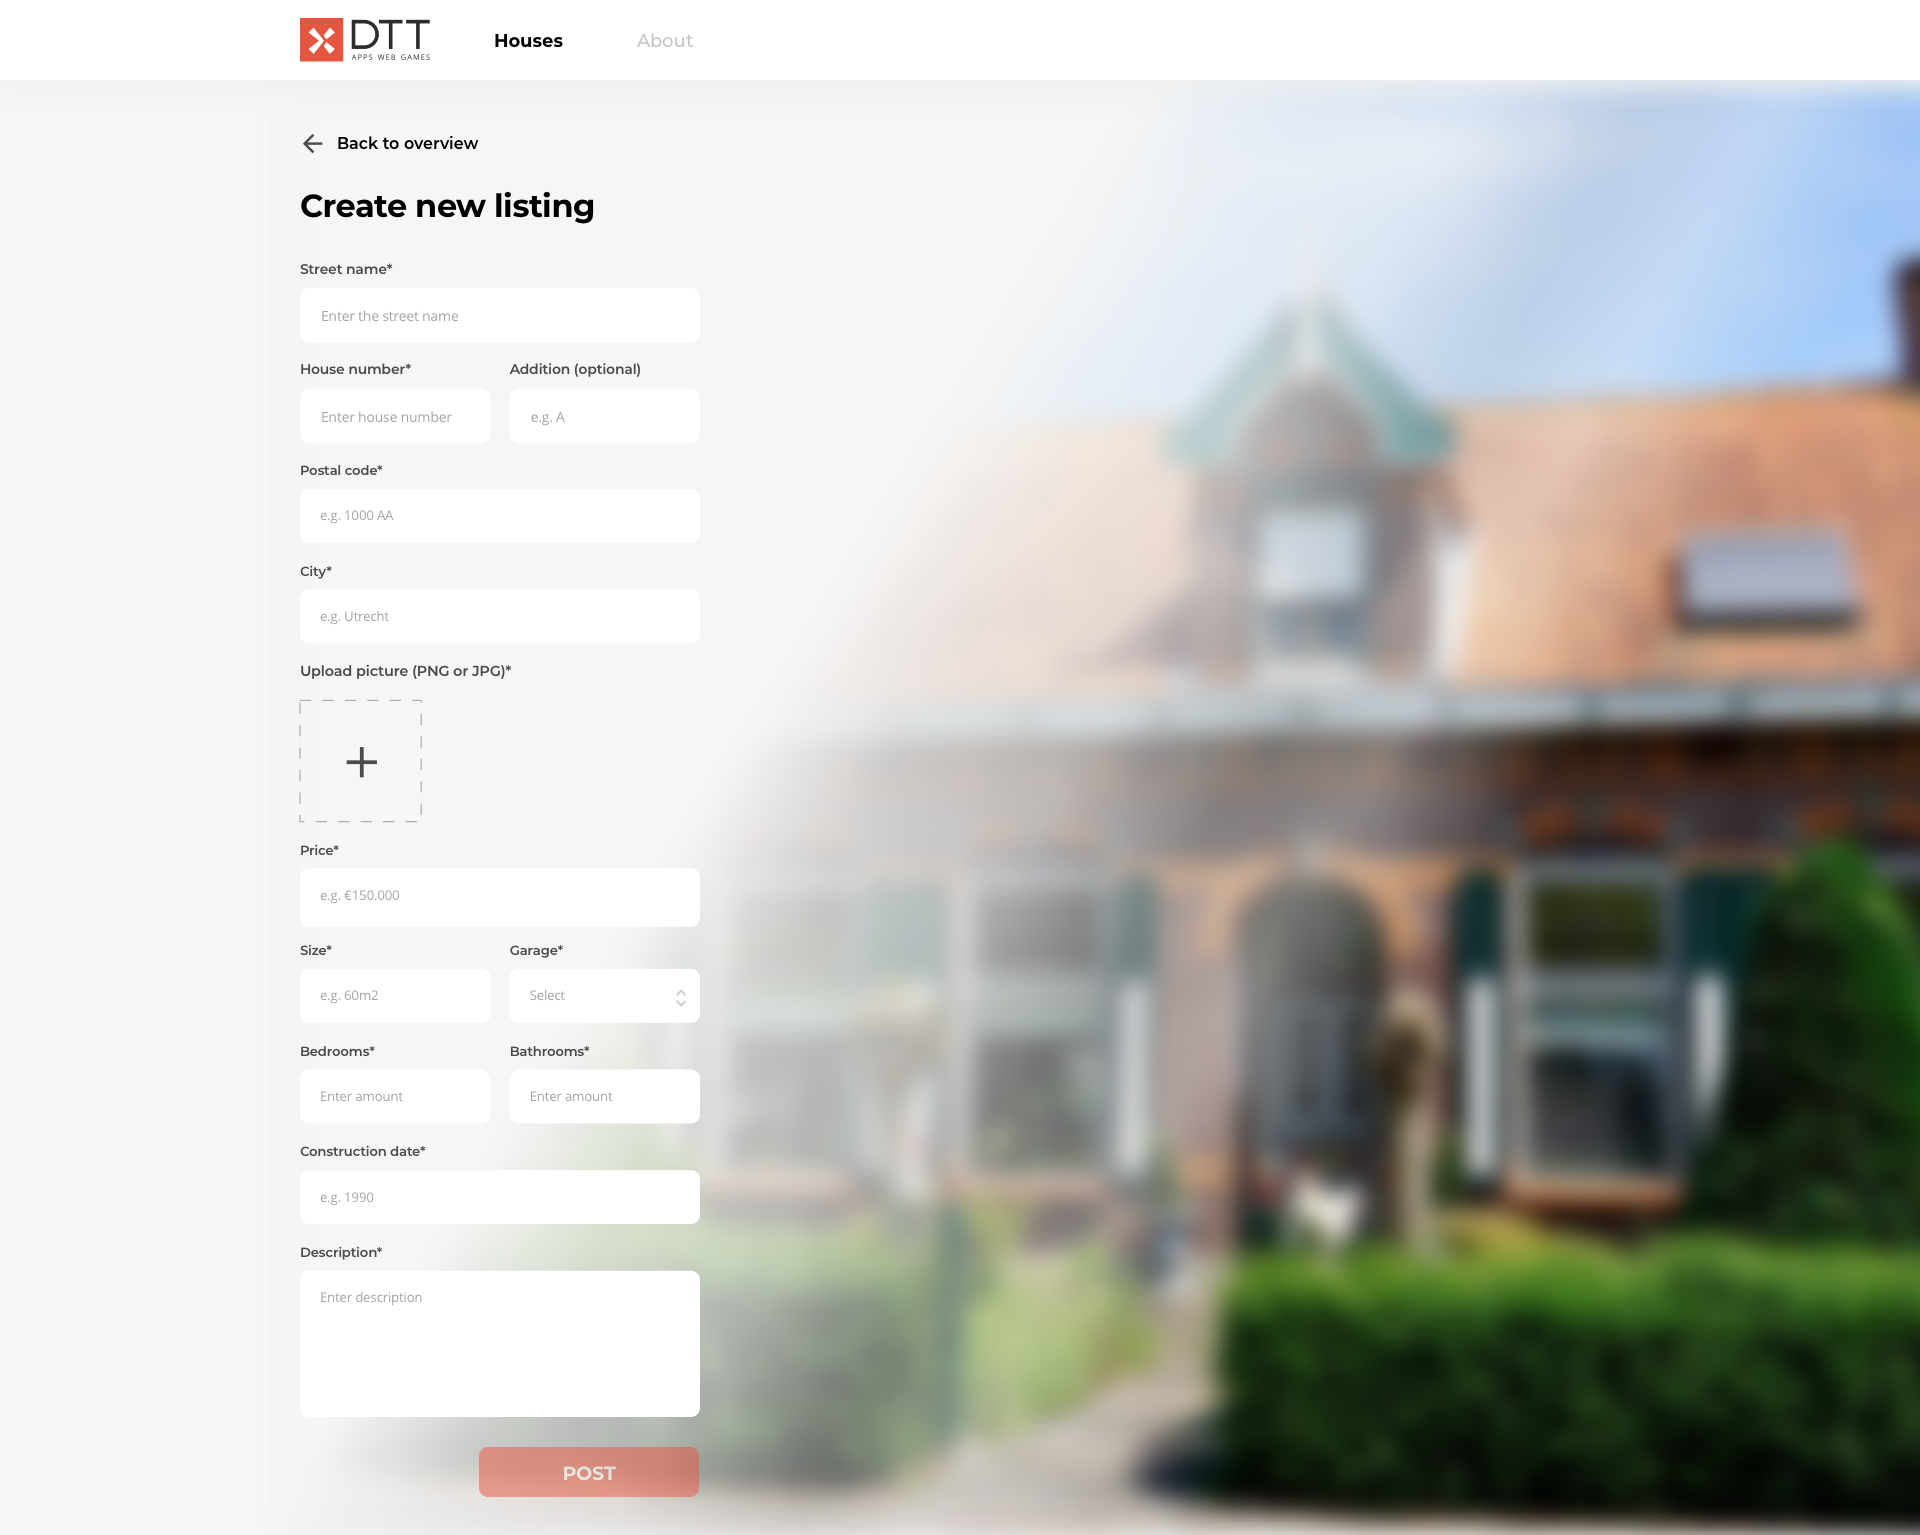 DTT
APPS WEB GAMES
Houses
About
Back to overview
Create new listing
Street name*
Enter the street name
House number*
Addition (optional)
Enter house number
e.g. A
Postal code*
e.g. 1000 AA
City*
e.g. Utrecht
Upload picture (PNG or JPG)*
Price*
e.g. €150.000
Size*
Garage*
e.g. 60m2
Select
Bedrooms*
Bathrooms*
Enter amount
Enter amount
Construction date*
e.g. 1990
Description*
Enter description
POST